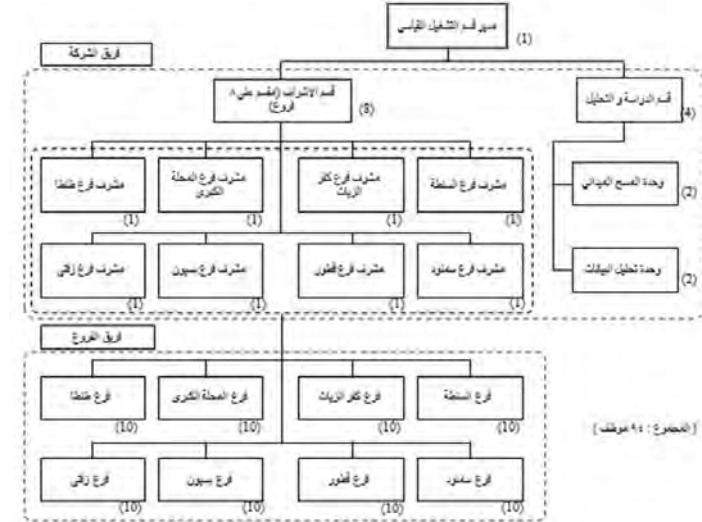 مدير قسم التشغيل القياسي
(1)
فريق الشركة
قسم الاشراف (مقسم على ٨
فروع)
(8)
قسم الدراسة و التحليل
(4)
مشرف فرع السنطة
(1)
مشرف فرع كفر
الزيات
(1)
مشرف فرع المحلة
الكبرى
(1)
مشرف فرع طنطا
(1)
وحدة المسح الميداني
(2)
مشرف فرع سمنود
(1)
مشرف فرع قطور
(1)
مشرف فرع بسيون
(1)
مشرف فرع زفتى
(1)
وحدة تحليل البيانات
(2)
فريق الفروع
فرع السنطة
(10)
فرع كفر الزيات
(10)
فرع المحلة الكبرى
(10)
فرع طنطا
(10)
( المجموع : ٩٤ موظف )
فرع سمنود
(10)
فرع قطور
(10)
فرع بسيون
(10)
فرع زفتى
(10)